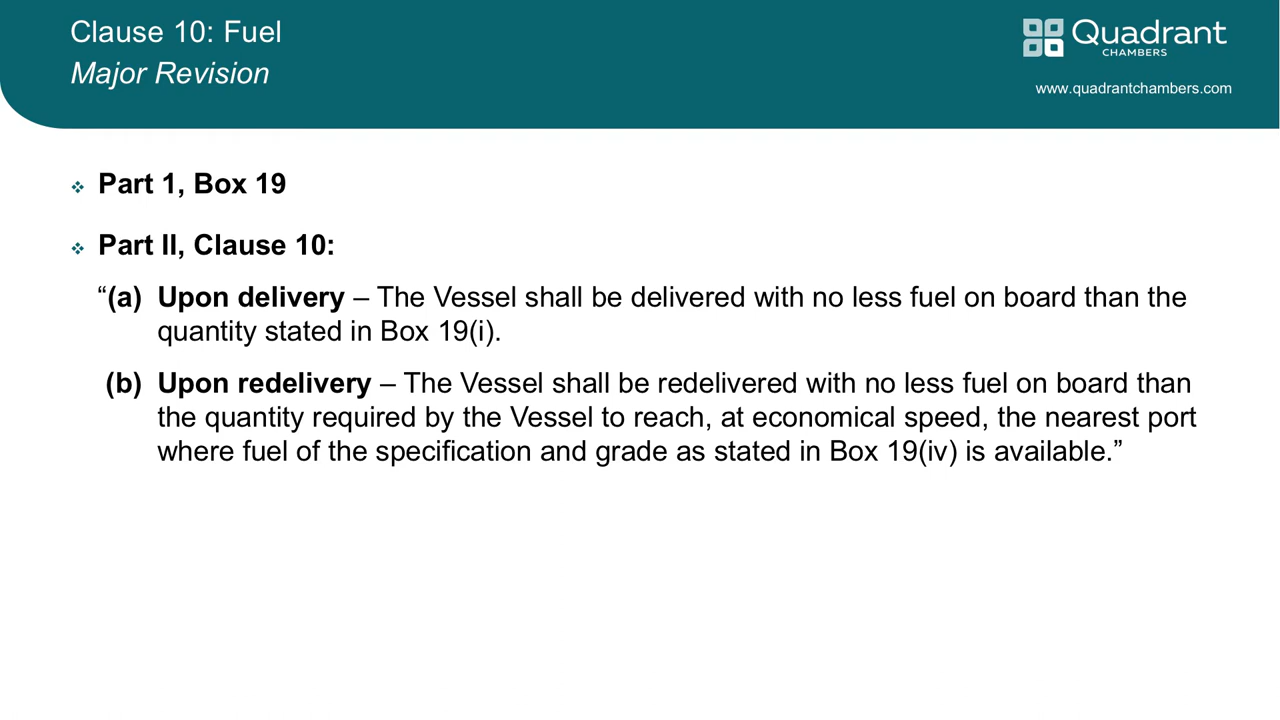 Clause 10: Fuel
Major Revision
Quadrant
CHAMBERS
www.quadrantchambers.com
❖ Part 1, Box 19
❖ Part II, Clause 10:
“(a) Upon delivery – The Vessel shall be delivered with no less fuel on board than the
quantity stated in Box 19(i).
(b) Upon redelivery – The Vessel shall be redelivered with no less fuel on board than
the quantity required by the Vessel to reach, at economical speed, the nearest port
where fuel of the specification and grade as stated in Box 19(iv) is available.”